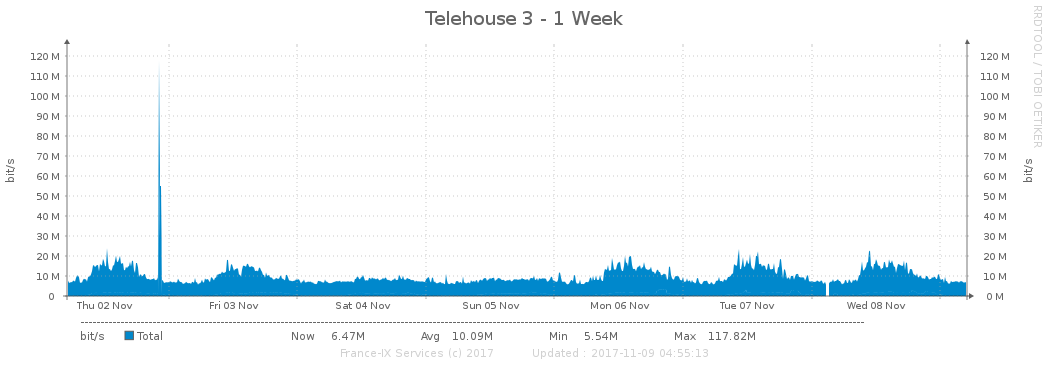 Telehouse 3 - 1 Week
RRDTOOL / TOBI OETIKER
120 M 120 M
110 M 110 M
100 M 100 M
90 M 90 M
80 M 80 M
70 M 70 M
60 M 60 M
50 M 50 M
40 M 40 M
30 M 30 M
20 M 20 M
10 M 10 M
0 0 M
bit/s
bit/s
Thu 02 Nov Fri 03 Nov Sat 04 Nov Sun 05 Nov Mon 06 Nov Tue 07 Nov Wed 08 Nov
bit/s Total Now 6.47M Avg 10.09M Min 5.54M Max 117.82M
France-IX Services (c) 2017 Updated : 2017-11-09 04:55:13